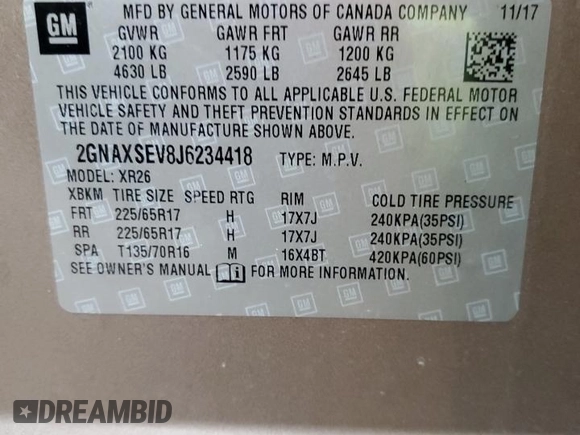 GM
MFD BY GENERAL MOTORS OF CANADA COMPANY 11/17
GVWR GAWR FRT GAWR RR
2100 KG 1175 KG 1200 KG
4630 LB 2590 LB 2645 LB
THIS VEHICLE CONFORMS TO ALL APPLICABLE U.S. FEDERAL MOTOR
VEHICLE SAFETY AND THEFT PREVENTION STANDARDS IN EFFECT ON
THE DATE OF MANUFACTURE SHOWN ABOVE.
2GNAXSEV8J6234418 TYPE: M.P.V.
MODEL: XR26
XBKM TIRE SIZE SPEED RTG RIM COLD TIRE PRESSURE
FRT 225/65R17 H 17X7J 240KPA(35PSI)
RR 225/65R17 H 17X7J 240KPA(35PSI)
SPA T135/70R16 M 16X4BT 420KPA(60PSI)
SEE OWNER'S MANUAL FOR MORE INFORMATION.
DREAMBID